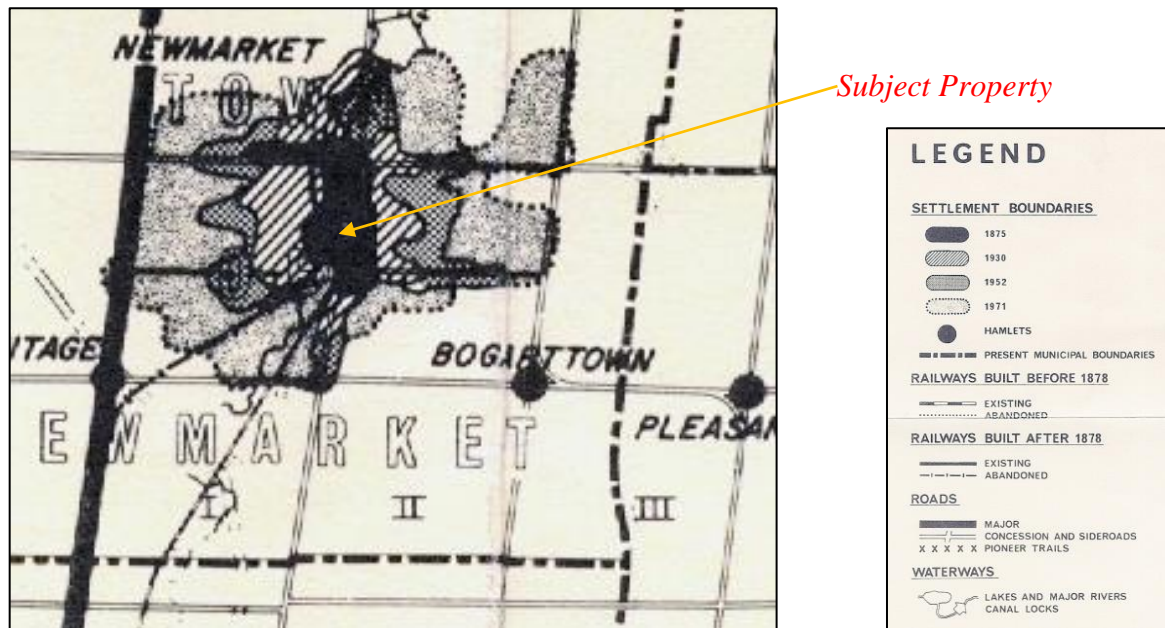 NEWMARKET
TOW
Subject Property
ITAGE
BOGARTTOWN
EWMARKET
PLEASAN
I
II
III
LEGEND
SETTLEMENT BOUNDARIES
1875
1930
1952
1971
HAMLETS
PRESENT MUNICIPAL BOUNDARIES
RAILWAYS BUILT BEFORE 1878
EXISTING
ABANDONED
RAILWAYS BUILT AFTER 1878
EXISTING
ABANDONED
ROADS
MAJOR
CONCESSION AND SIDEROADS
X X X X X PIONEER TRAILS
WATERWAYS
LAKES AND MAJOR RIVERS
CANAL LOCKS